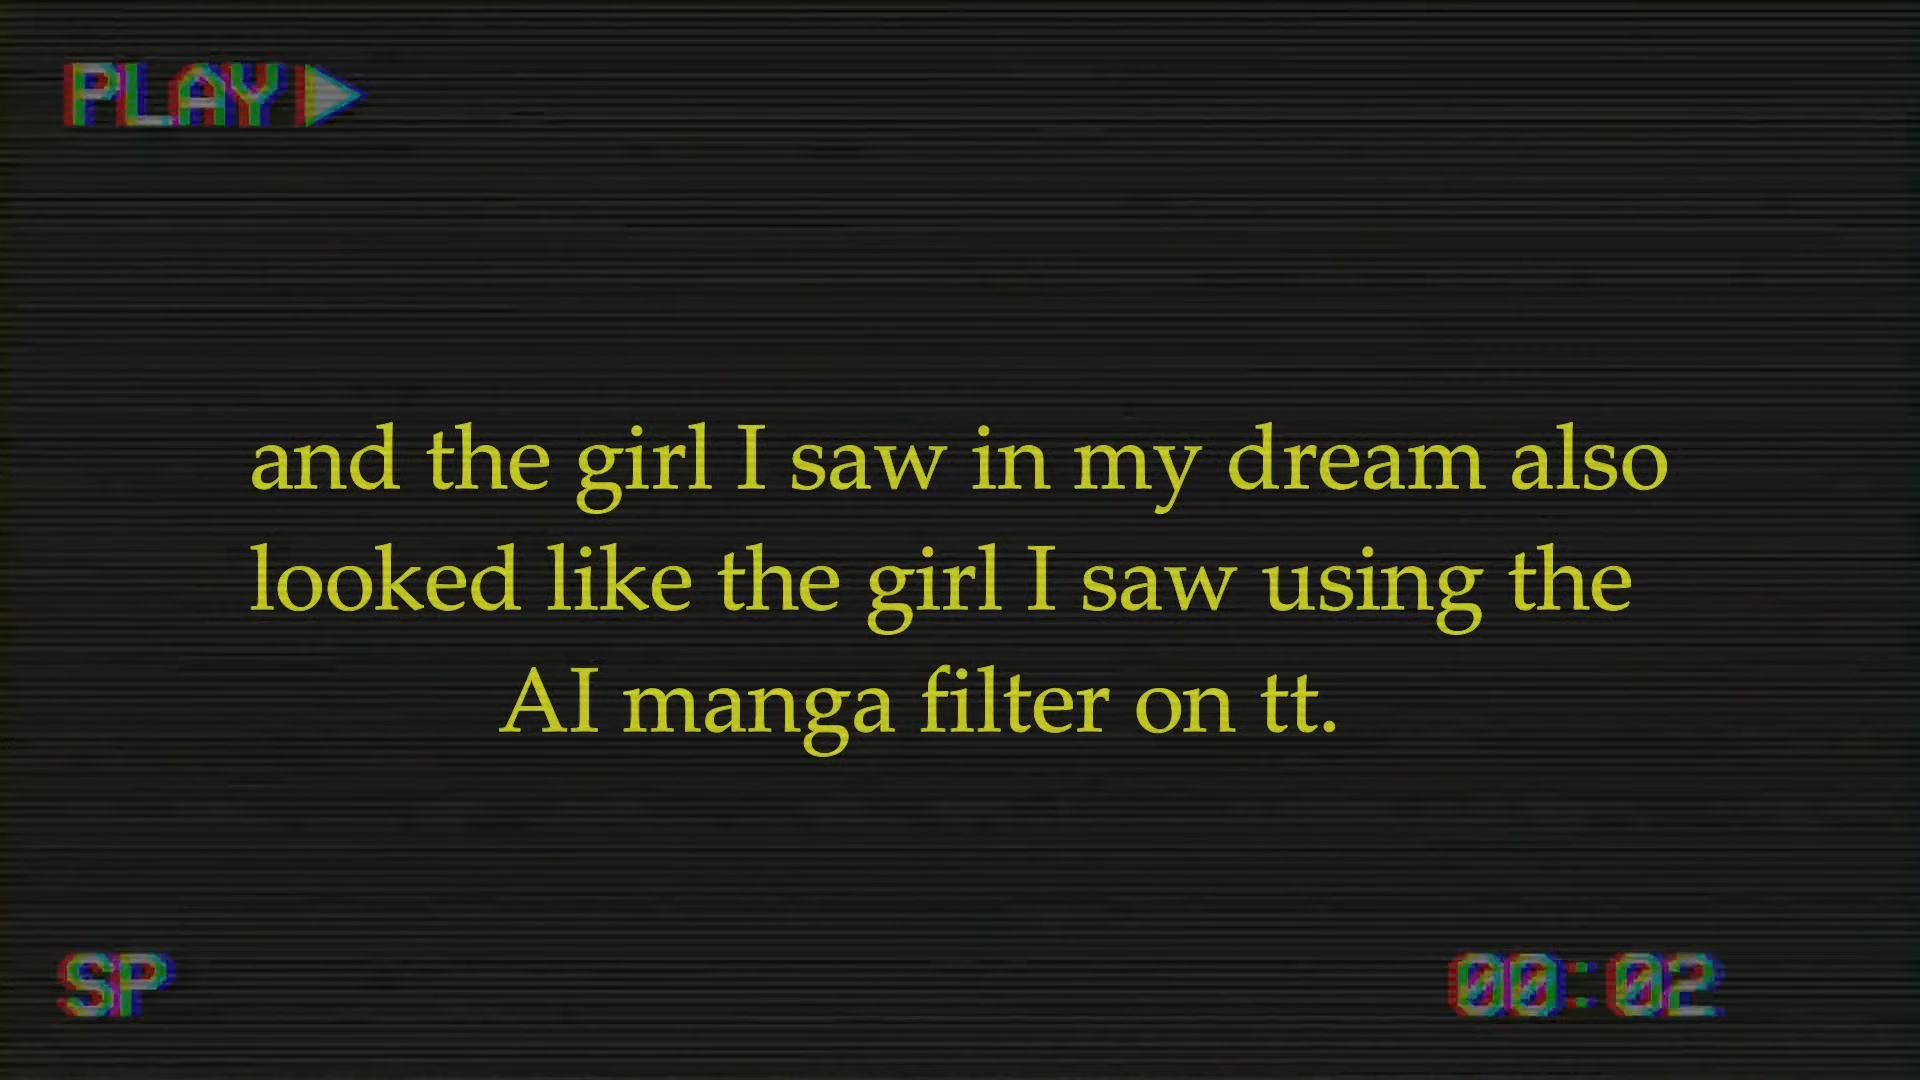 PLAY
and the girl I saw in my dream also
looked like the girl I saw using the
AI manga filter on tt.
SP
00:02